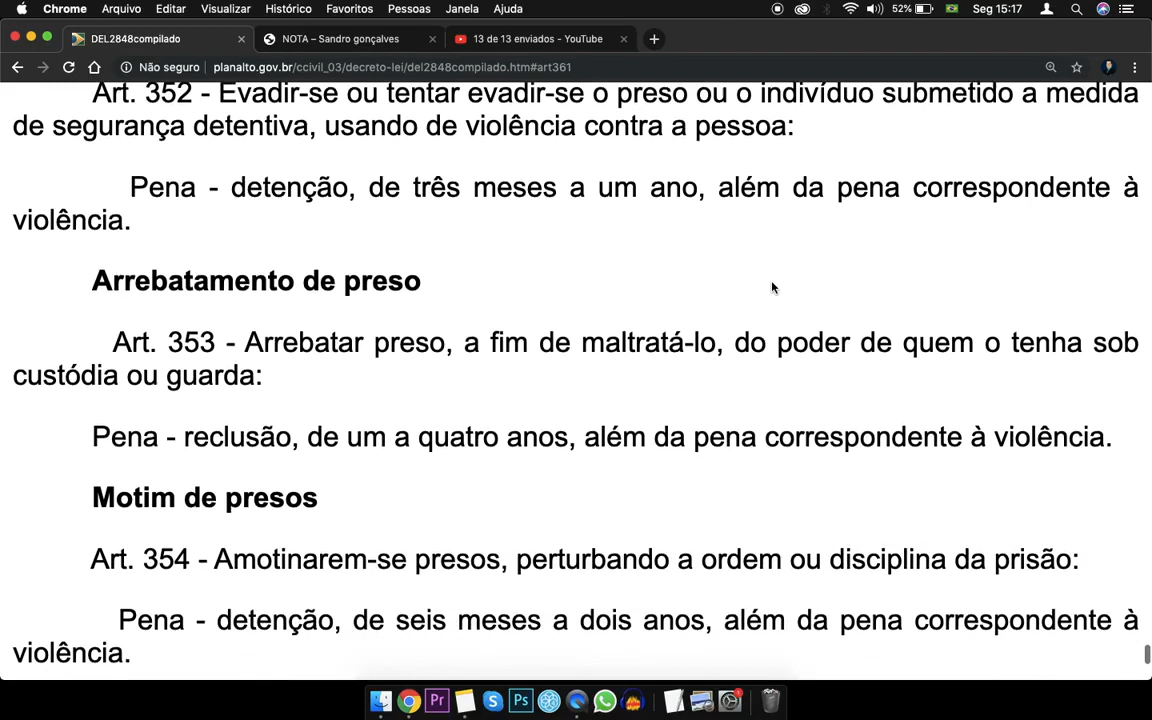 Chrome Arquivo Editar Visualizar Histórico Favoritos Pessoas Janela Ajuda 52% Seg 15:17
DEL2848compilado NOTA – Sandro gonçalves 13 de 13 enviados - YouTube
Não seguro planalto.gov.br/ccivil_03/decreto-lei/del2848compilado.htm#art361
Art. 352 - Evadir-se ou tentar evadir-se o preso ou o indivíduo submetido a medida
de segurança detentiva, usando de violência contra a pessoa:
Pena - detenção, de três meses a um ano, além da pena correspondente à
violência.
Arrebatamento de preso
Art. 353 - Arrebatar preso, a fim de maltratá-lo, do poder de quem o tenha sob
custódia ou guarda:
Pena - reclusão, de um a quatro anos, além da pena correspondente à violência.
Motim de presos
Art. 354 - Amotinarem-se presos, perturbando a ordem ou disciplina da prisão:
Pena - detenção, de seis meses a dois anos, além da pena correspondente à
violência.
Pr Ps